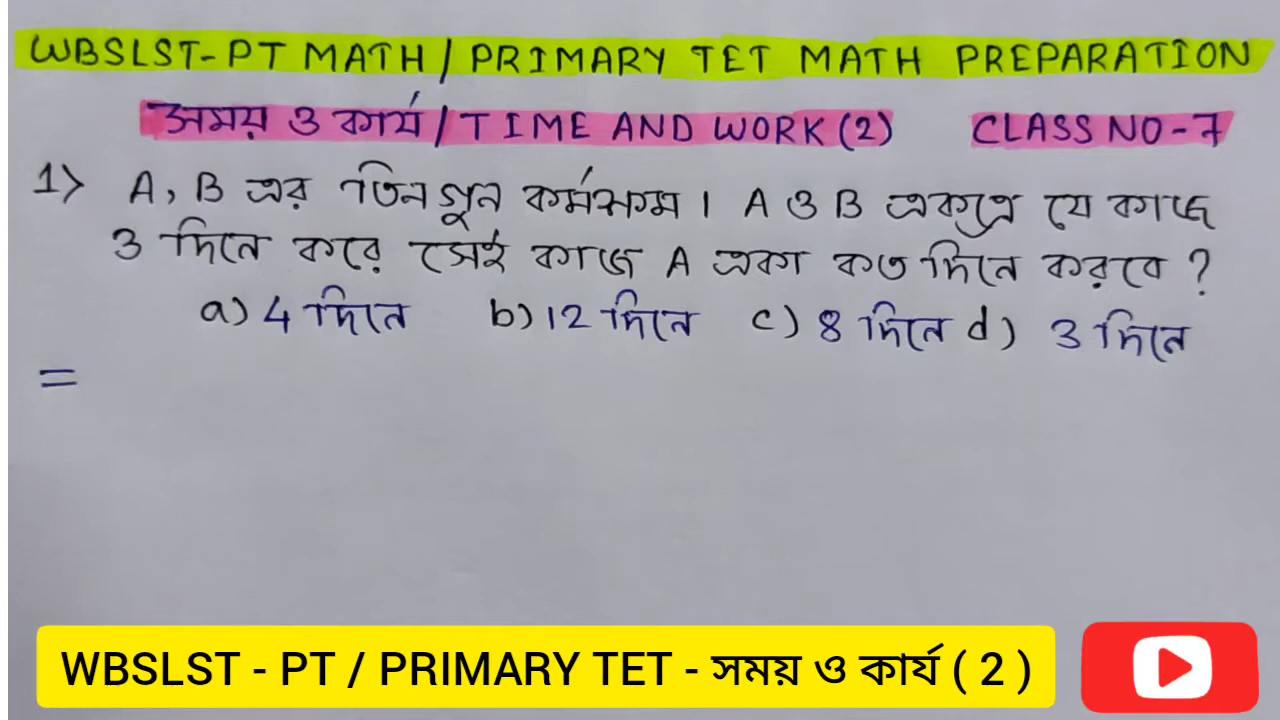 WBSLST-PT MATH / PRIMARY TET MATH PREPARATION
সময় ও কার্য / TIME AND WORK (2) CLASS NO - 7
1> A, B এর তিনগুন কর্মক্ষম। A ও B একত্রে যে কাজে
3 দিনে করে সেই কাজে A একা কত দিনে করবে ?
a) 4 দিনে b) 12 দিনে c) 8 দিনে d) 3 দিনে
=
WBSLST - PT / PRIMARY TET - সময় ও কার্য ( 2 )